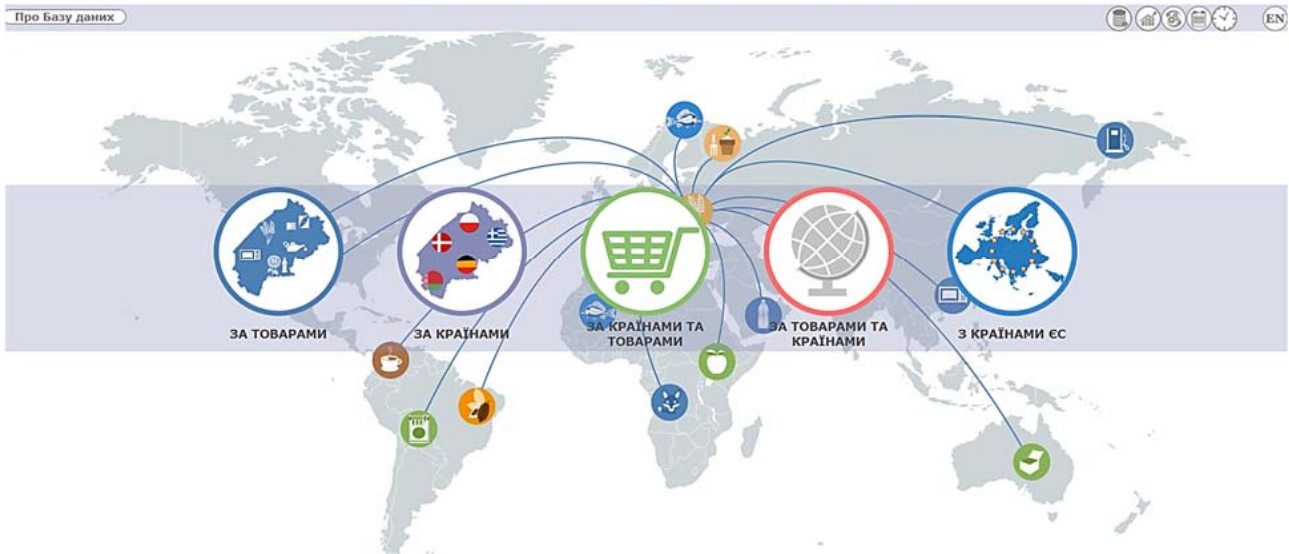 Про Базу даних
EN
ЗА ТОВАРАМИ
ЗА КРАЇНАМИ
ЗА КРАЇНАМИ ТА
ТОВАРАМИ
ЗА ТОВАРАМИ ТА
КРАЇНАМИ
З КРАЇНАМИ ЄС